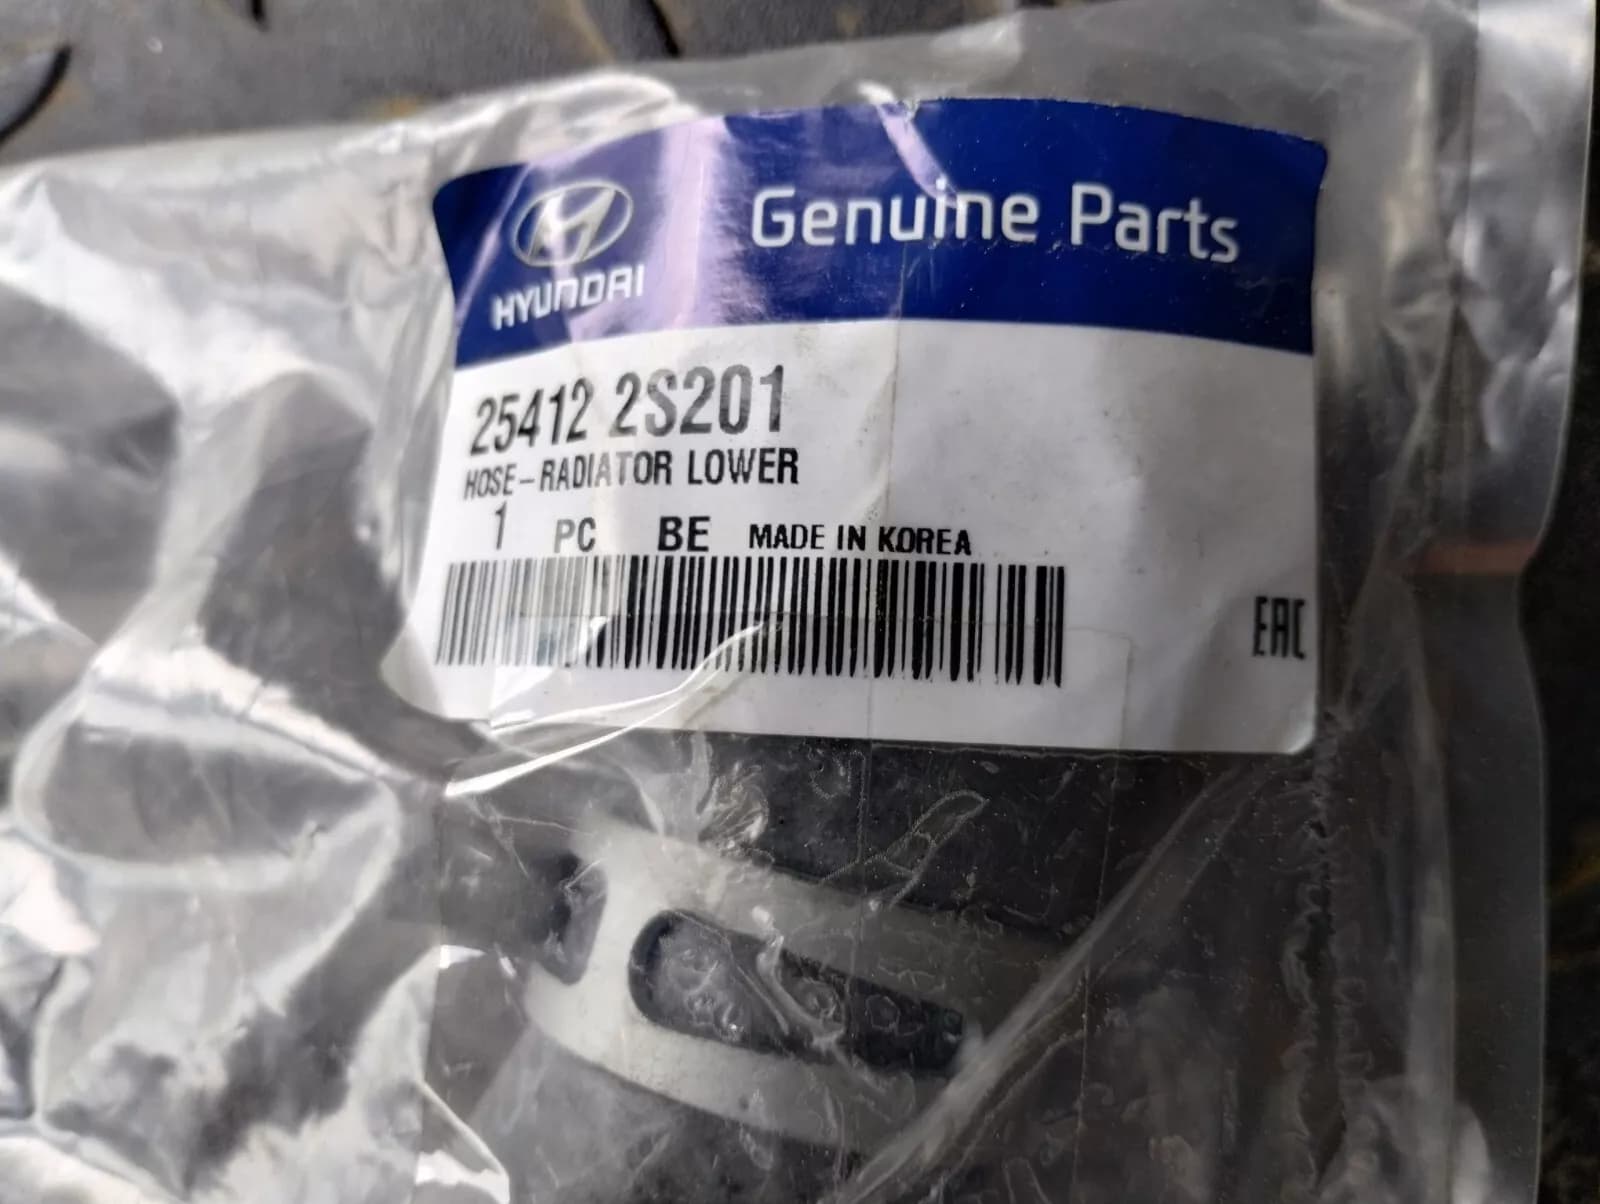 HYUNDAI
Genuine Parts
25412 2S201
HOSE-RADIATOR LOWER
1 PC BE MADE IN KOREA
EAC